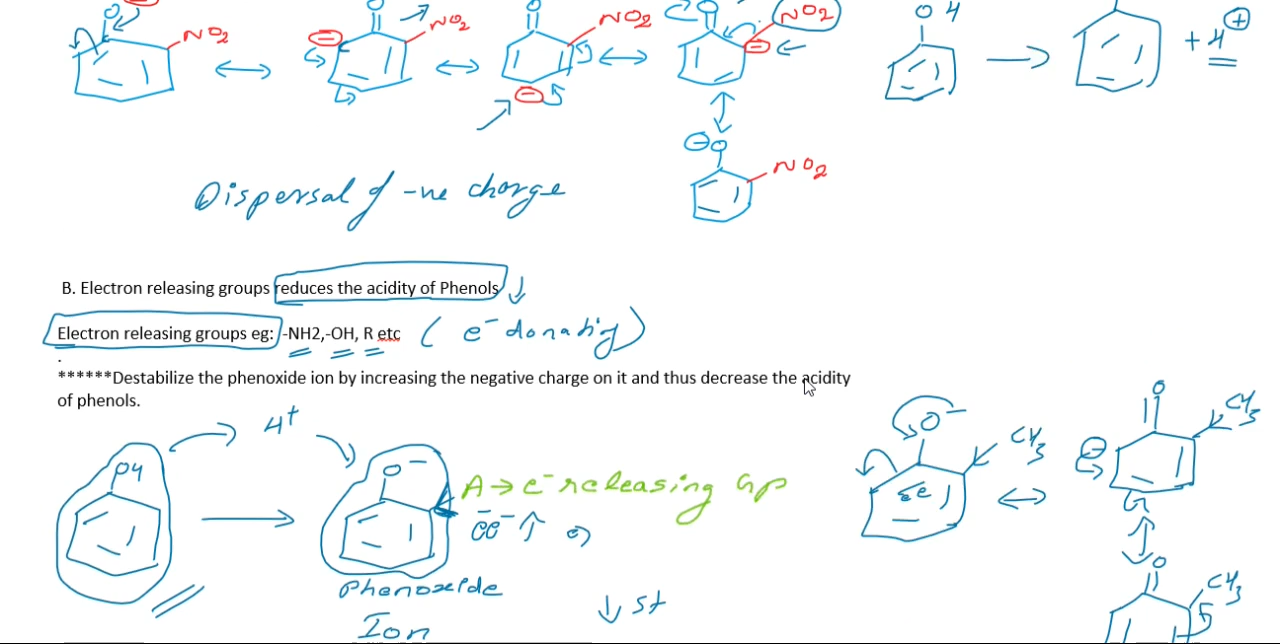 NO2 NO2 NO2 NO2 OH + H⊕
⊖O
NO2
Dispersal of -ve charge
B. Electron releasing groups reduces the acidity of Phenols ↓
Electron releasing groups eg: -NH2,-OH, R etc ( e⁻ donating)
.
******Destabilize the phenoxide ion by increasing the negative charge on it and thus decrease the acidity
of phenols.
H⁺
OH O⁻ A→ e⁻ releasing Gp
O⁻ CH3 O CH3
Phenoxide
Ion
↓ st
O CH3